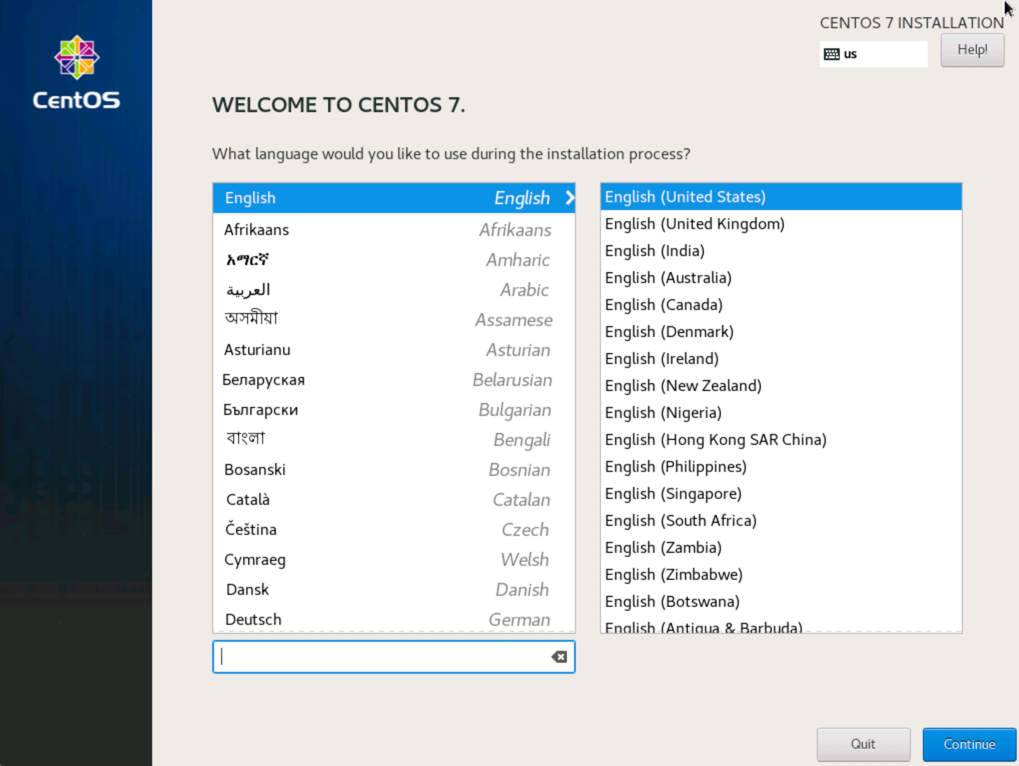 CentOS
CENTOS 7 INSTALLATION
us
Help!
WELCOME TO CENTOS 7.
What language would you like to use during the installation process?
English English
Afrikaans Afrikaans
አማርኛ Amharic
العربية Arabic
অসমীয়া Assamese
Asturianu Asturian
Беларуская Belarusian
Български Bulgarian
বাংলা Bengali
Bosanski Bosnian
Català Catalan
Čeština Czech
Cymraeg Welsh
Dansk Danish
Deutsch German
English (United States)
English (United Kingdom)
English (India)
English (Australia)
English (Canada)
English (Denmark)
English (Ireland)
English (New Zealand)
English (Nigeria)
English (Hong Kong SAR China)
English (Philippines)
English (Singapore)
English (South Africa)
English (Zambia)
English (Zimbabwe)
English (Botswana)
English (Antigua & Barbuda)
Quit
Continue